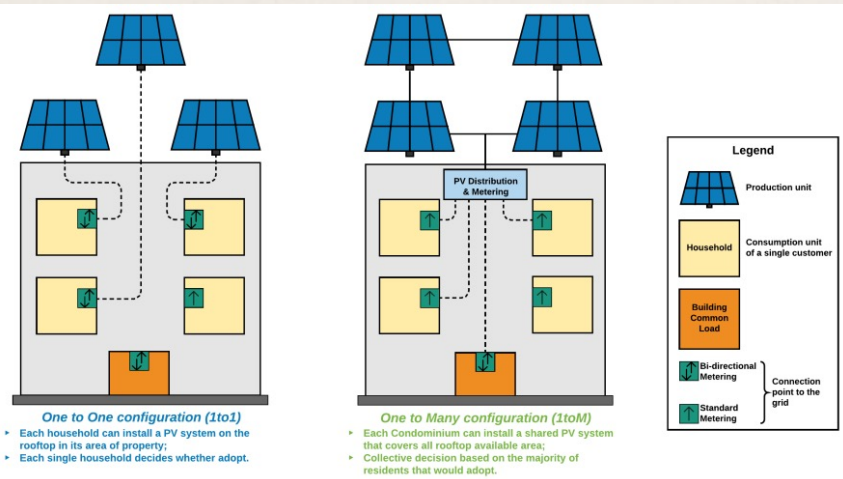 PV Distribution
& Metering
One to One configuration (1to1)
▸ Each household can install a PV system on the
rooftop in its area of property;
▸ Each single household decides whether adopt.
One to Many configuration (1toM)
▸ Each Condominium can install a shared PV system
that covers all rooftop available area;
▸ Collective decision based on the majority of
residents that would adopt.
Legend
Production unit
Household
Consumption unit
of a single customer
Building
Common
Load
Bi-directional
Metering
Standard
Metering
Connection
point to the
grid